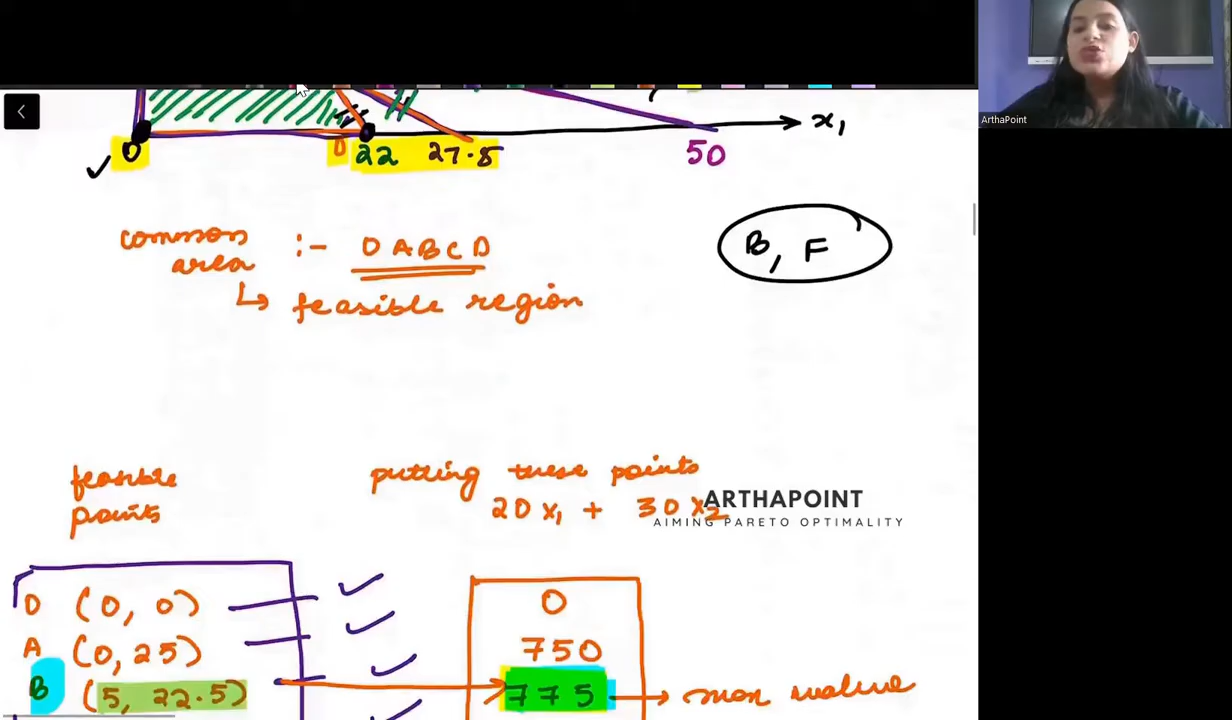 x₁
0 0 22 27.5 50
common area :- OABCD
↳ feasible region
B, F
feasible points
putting these points
20x₁ + 30x₂
ARTHAPOINT
AIMING PARETO OPTIMALITY
O (0, 0) 0
A (0, 25) 750
B (5, 22.5) 775 → max value
ArthaPoint